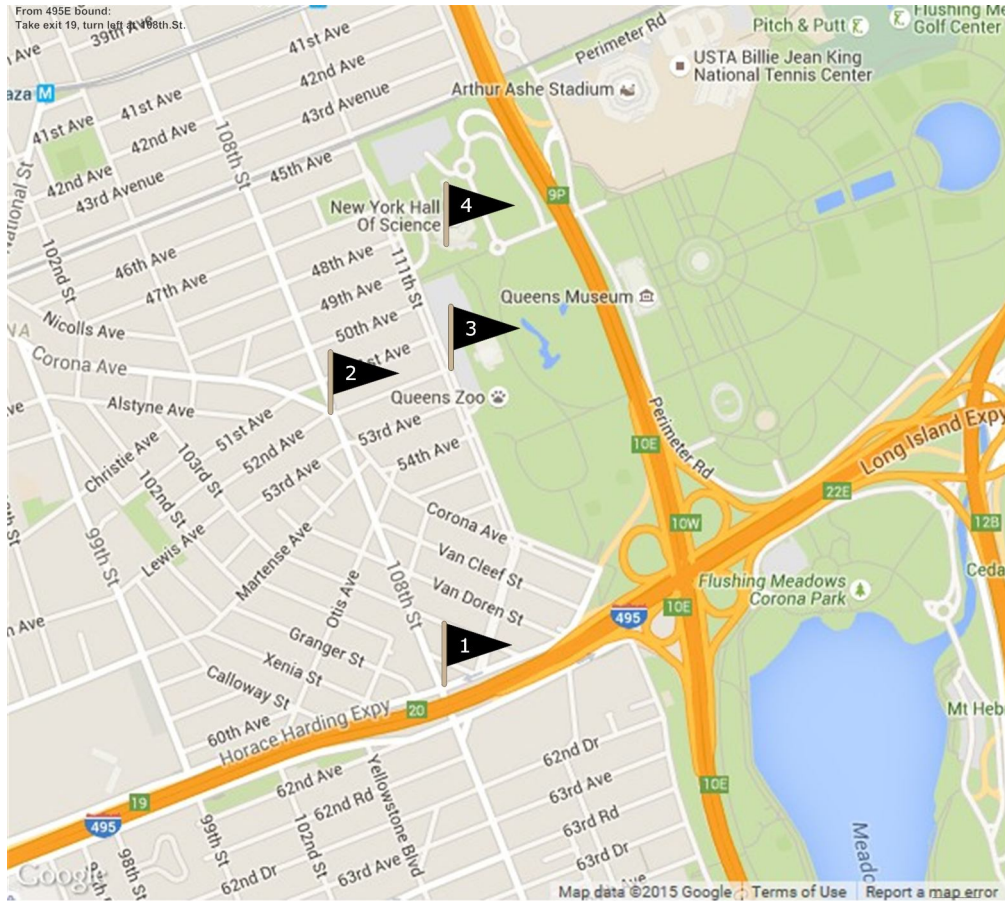 From 495E bound:
Take exit 19, turn left at 108th.St.
39th Ave
41st Ave
42nd Ave
43rd Avenue
41st Ave
42nd Ave
43rd Avenue
41st Ave
42nd Ave
45th Ave
108th St
National St
102nd St
46th Ave
47th Ave
48th Ave
49th Ave
50th Ave
111th St
Perimeter Rd
Pitch & Putt
Flushing Me
Golf Center
USTA Billie Jean King
National Tennis Center
Arthur Ashe Stadium
9P
New York Hall
Of Science
4
Queens Museum
3
2
Queens Zoo
Nicolls Ave
Corona Ave
Alstyne Ave
51st Ave
52nd Ave
53rd Ave
53rd Ave
54th Ave
Christie Ave
103rd St
102nd St
99th St
Lewis Ave
Martense Ave
Otis Ave
Corona Ave
Van Cleef St
Van Doren St
108th St
Granger St
Xenia St
Calloway St
60th Ave
Horace Harding Expy
1
10E
Perimeter Rd
10W
22E
Long Island Expy
12B
495
10E
Flushing Meadows
Corona Park
20
19
495
10E
62nd Ave
62nd Rd
63rd Ave
62nd Dr
Yellowstone Blvd
99th St
98th St
102nd St
62nd Dr
63rd Ave
63rd Rd
63rd Dr
Ave
Mt Heb
Google
Map data ©2015 Google
Terms of Use
Report a map error